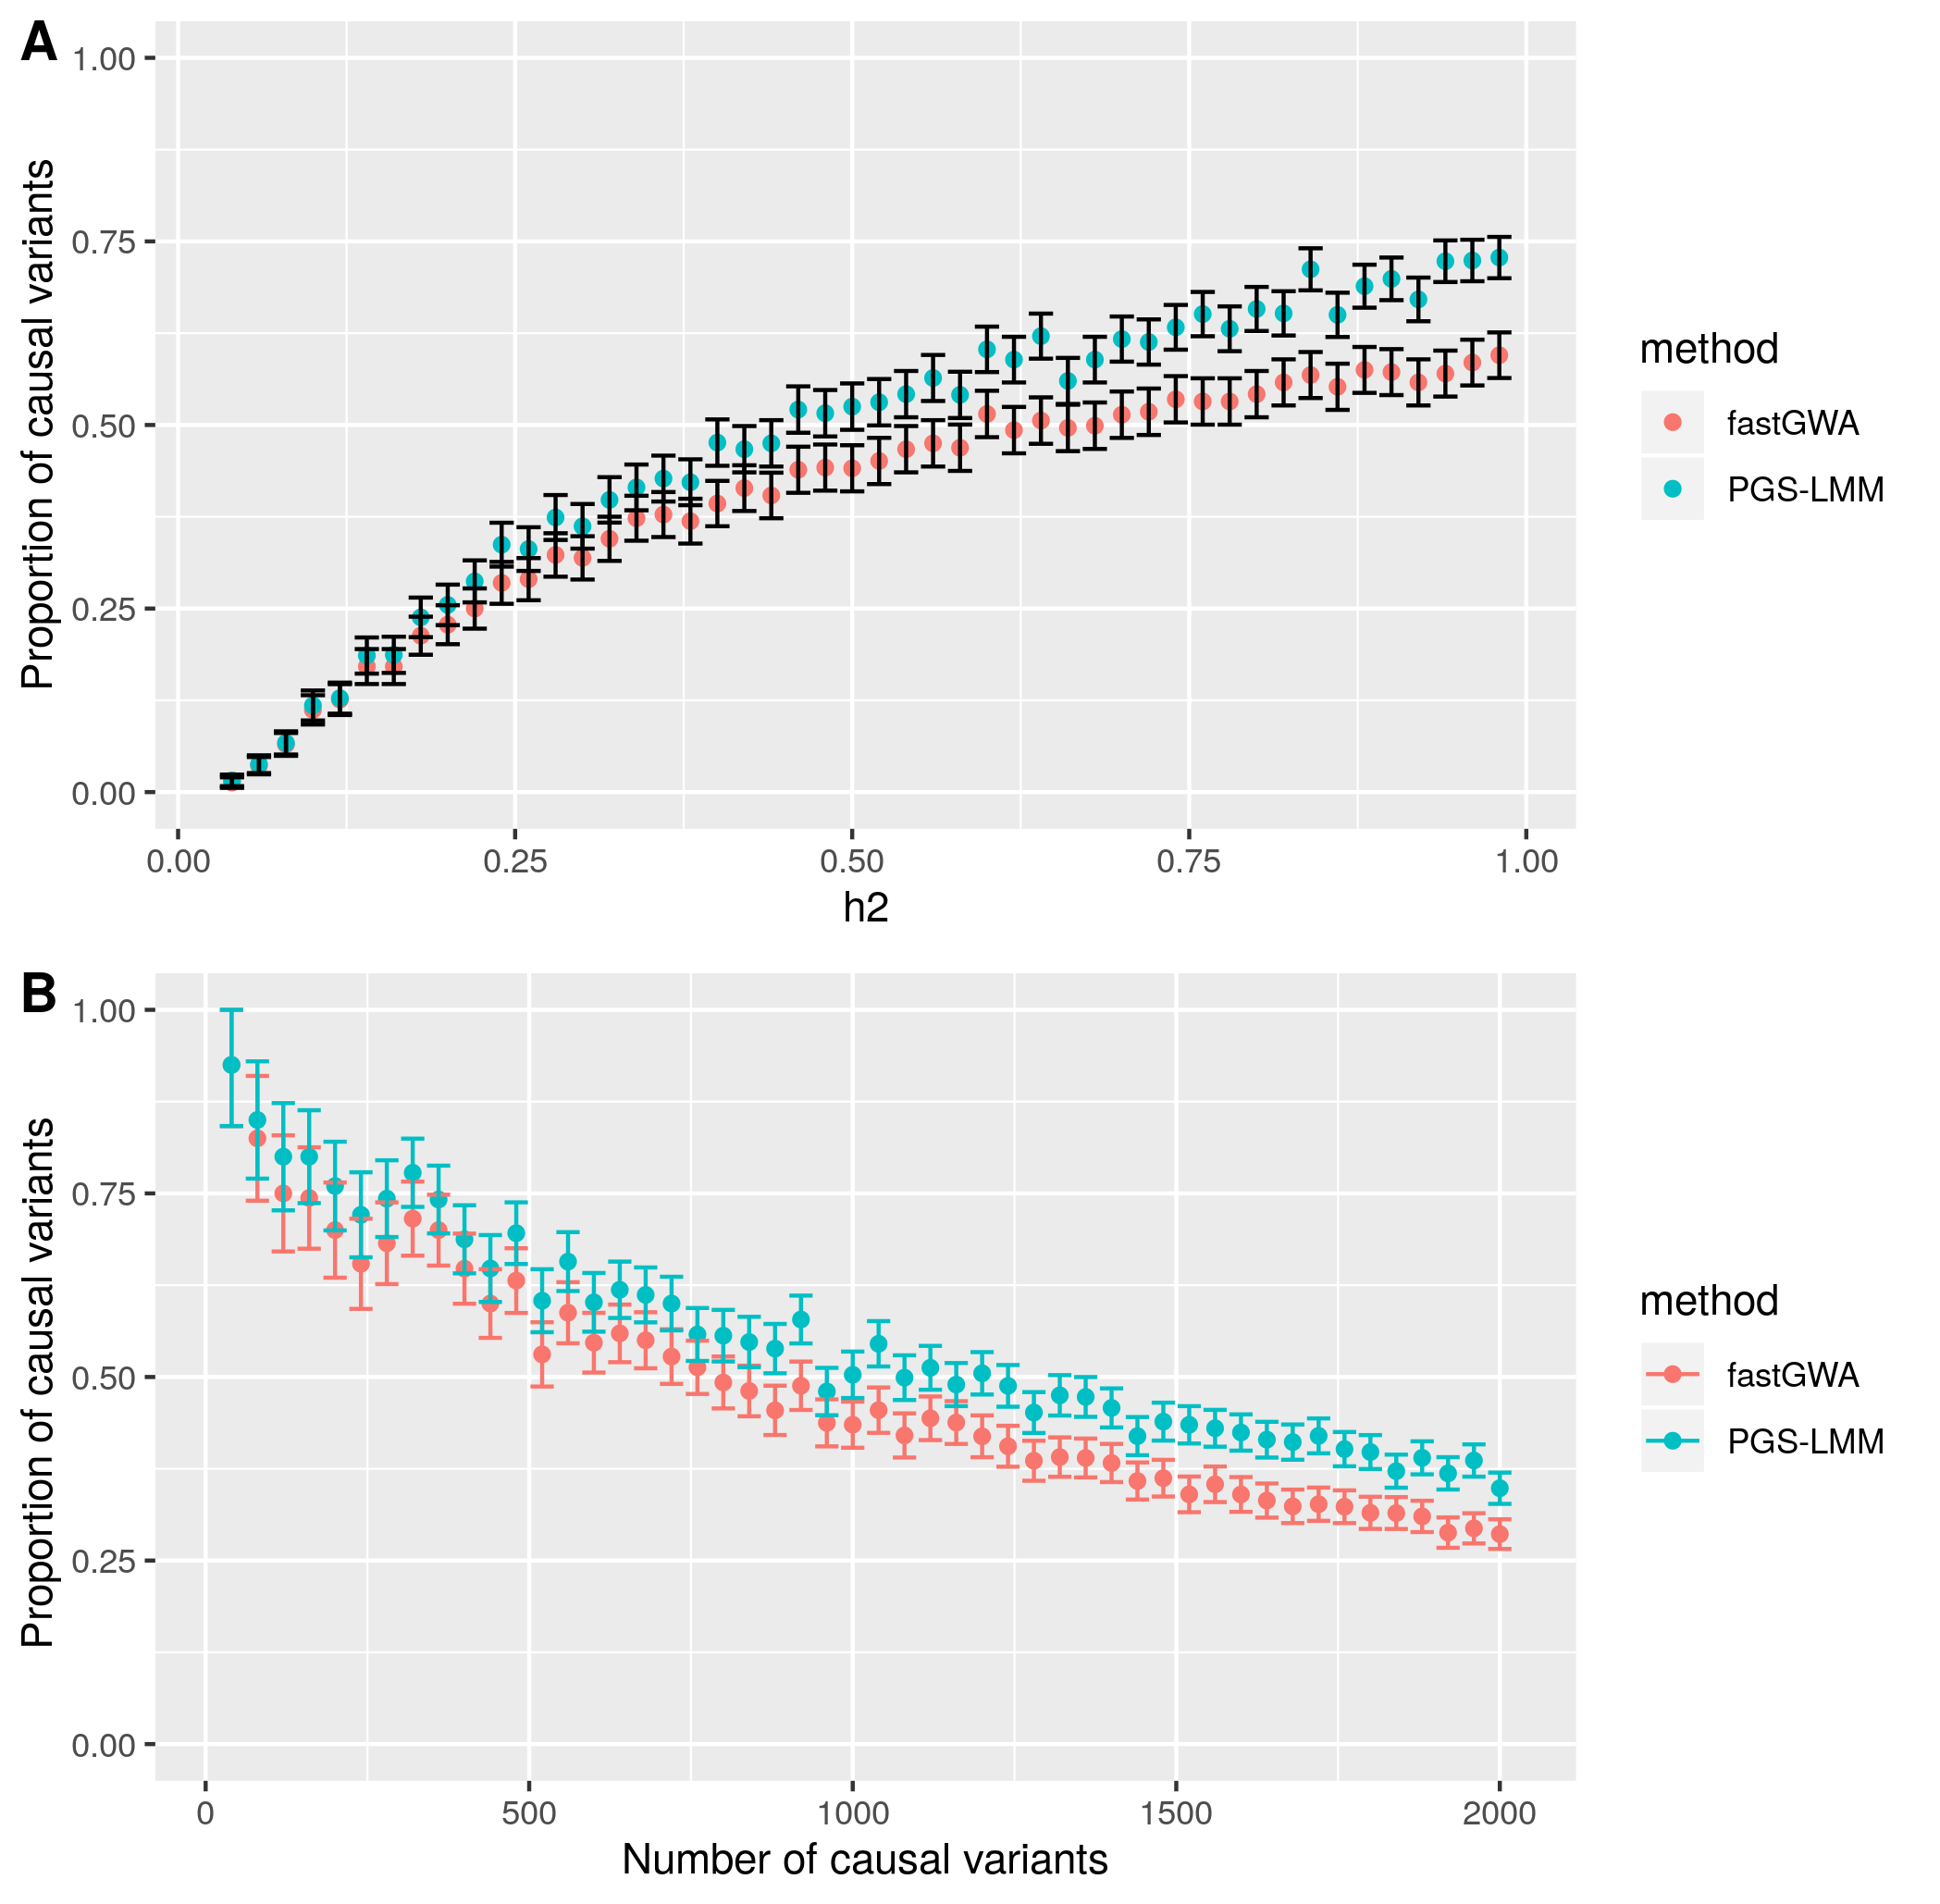 A
1.00
0.75
0.50
0.25
0.00
Proportion of causal variants
0.00 0.25 0.50 0.75 1.00
h2
method
fastGWA
PGS-LMM
B
1.00
0.75
0.50
0.25
0.00
Proportion of causal variants
0 500 1000 1500 2000
Number of causal variants
method
fastGWA
PGS-LMM